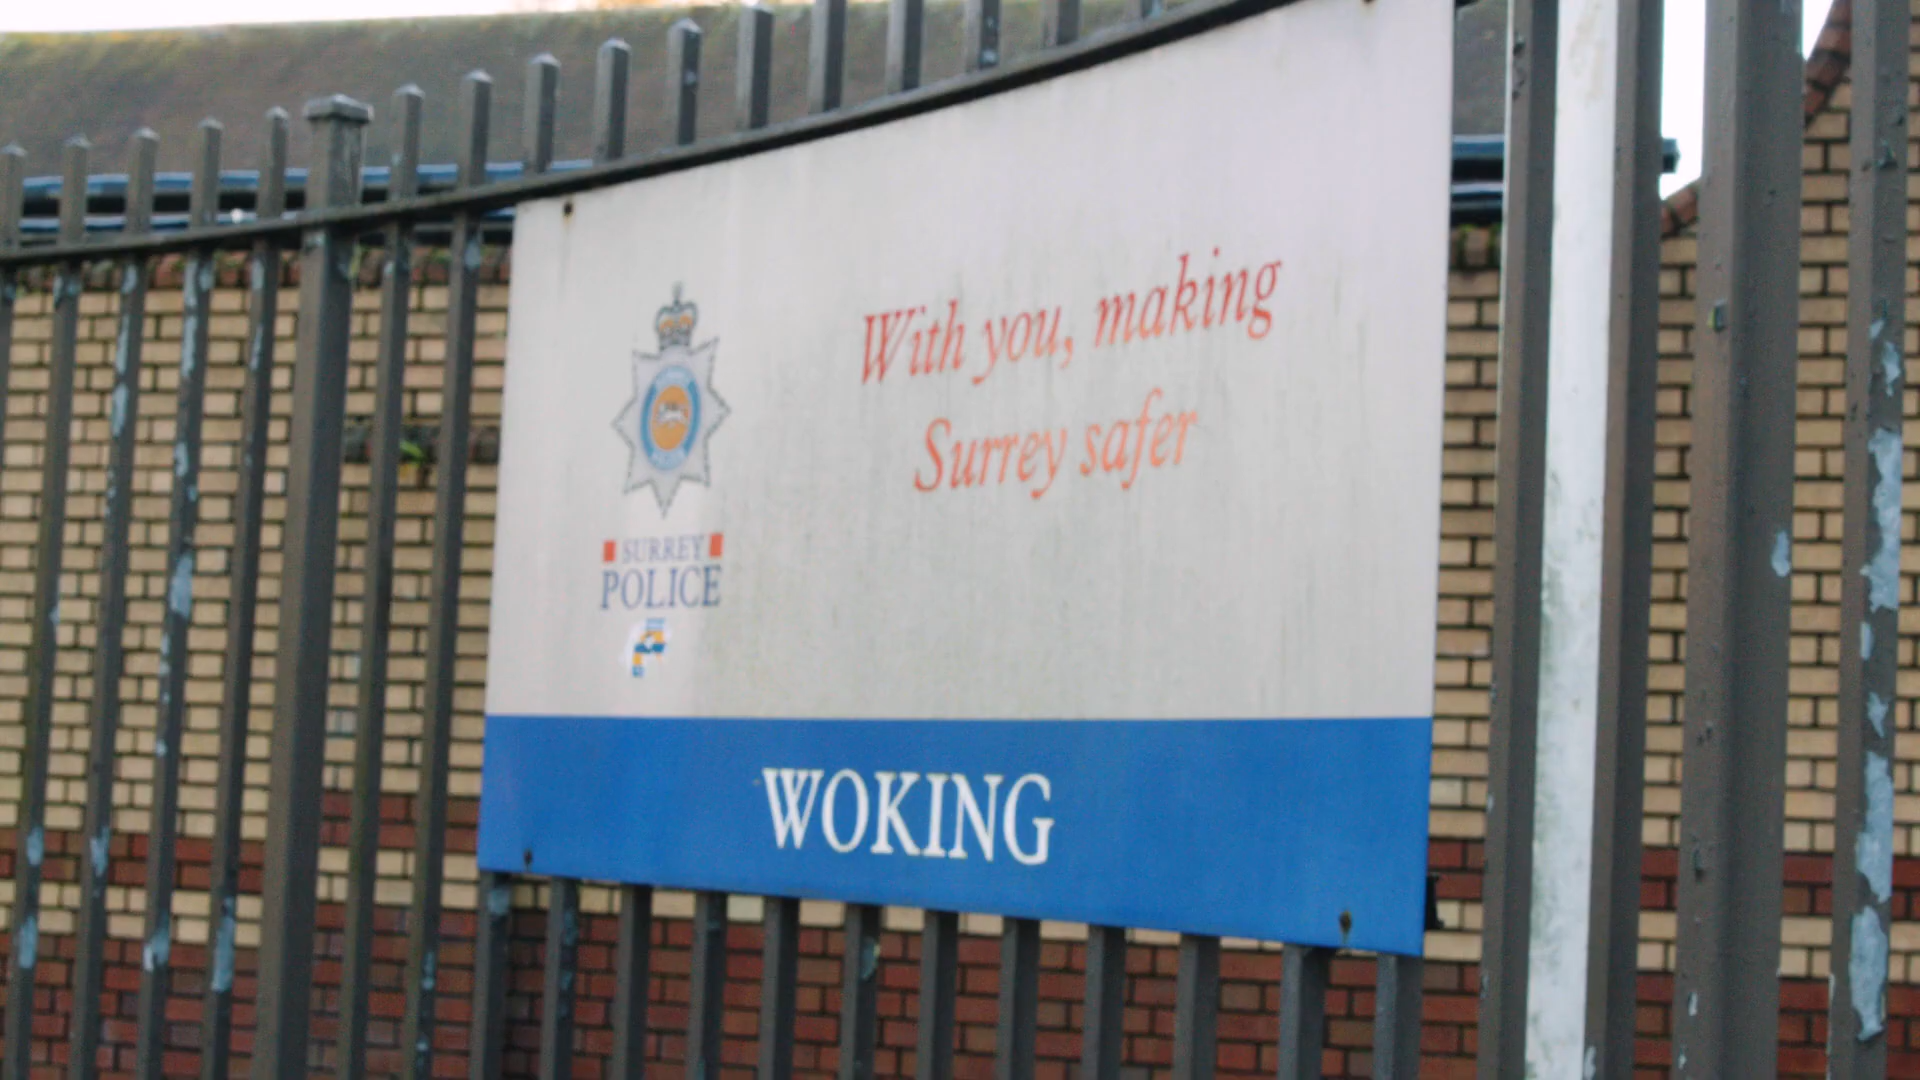 With you, making
Surrey safer
SURREY
POLICE
WOKING